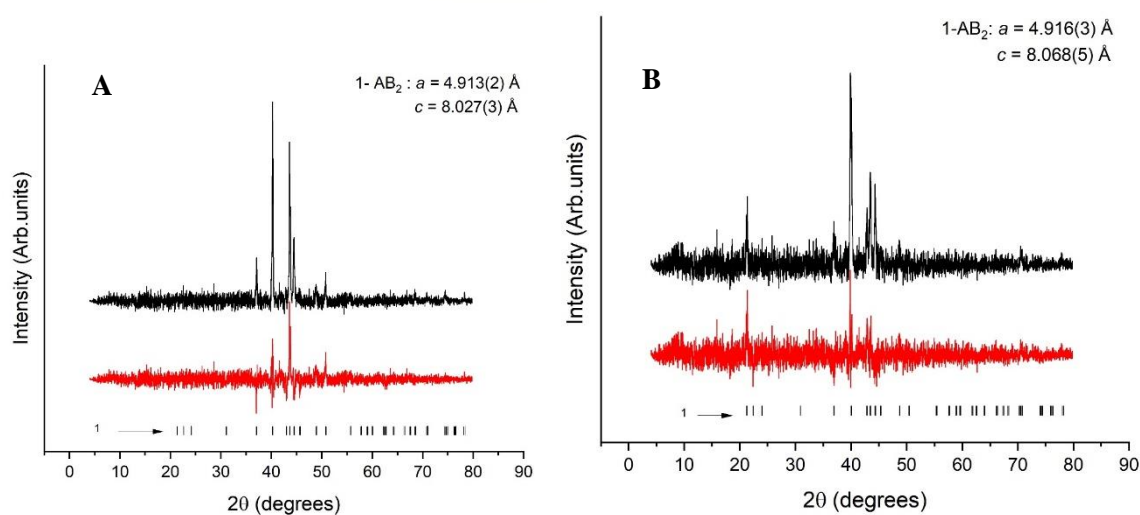 A
1- AB₂ : a = 4.913(2) Å
c = 8.027(3) Å
Intensity (Arb.units)
1
0 10 20 30 40 50 60 70 80 90
2θ (degrees)
B
1-AB₂: a = 4.916(3) Å
c = 8.068(5) Å
Intensity (Arb.units)
1
0 10 20 30 40 50 60 70 80 90
2θ (degrees)